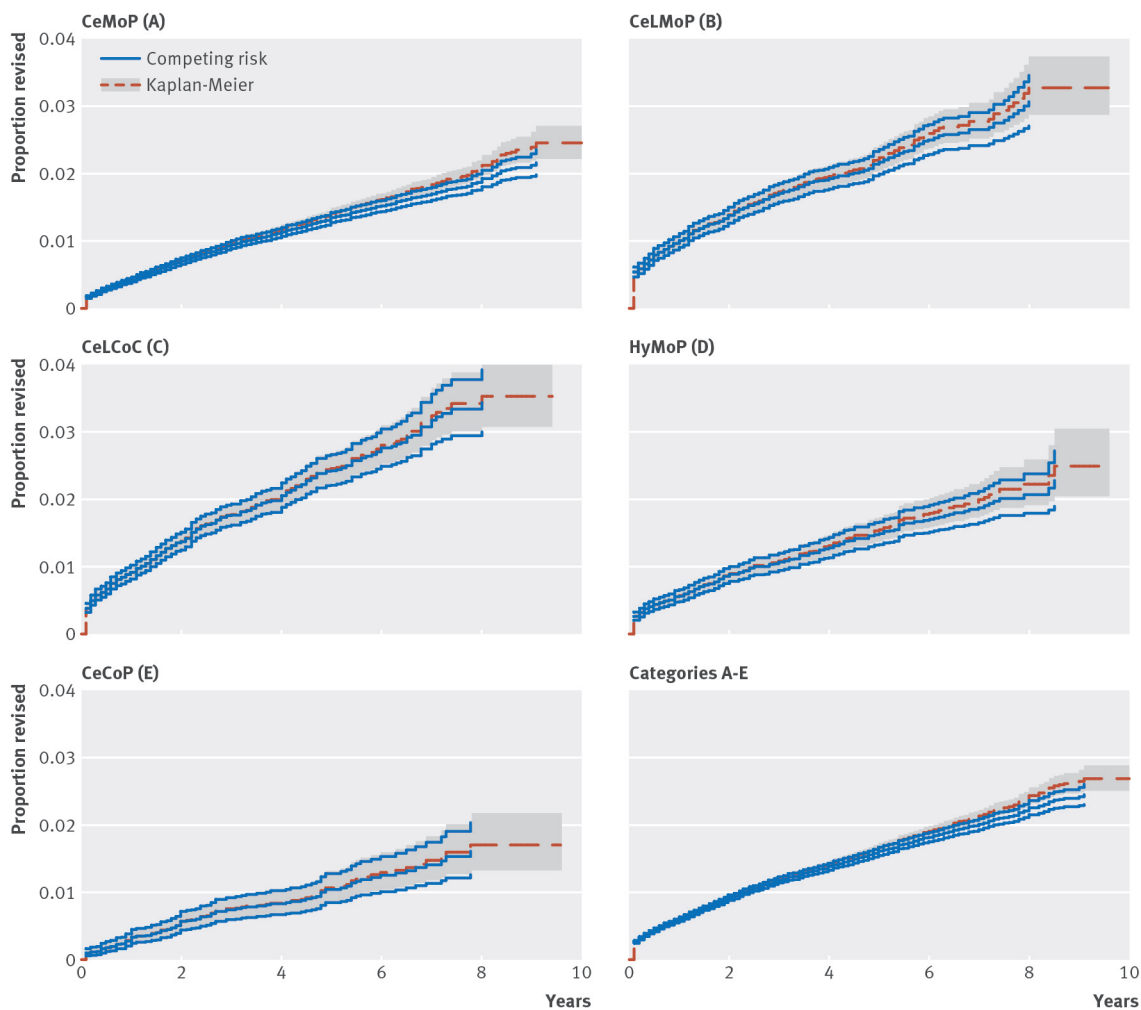 CeMoP (A)
CeLMoP (B)
Proportion revised
0.04
0.03
0.02
0.01
0
Competing risk
Kaplan-Meier
CeLCoC (C)
HyMoP (D)
Proportion revised
0.04
0.03
0.02
0.01
0
CeCoP (E)
Categories A-E
Proportion revised
0.04
0.03
0.02
0.01
0
0 2 4 6 8 10
0 2 4 6 8 10
Years
Years